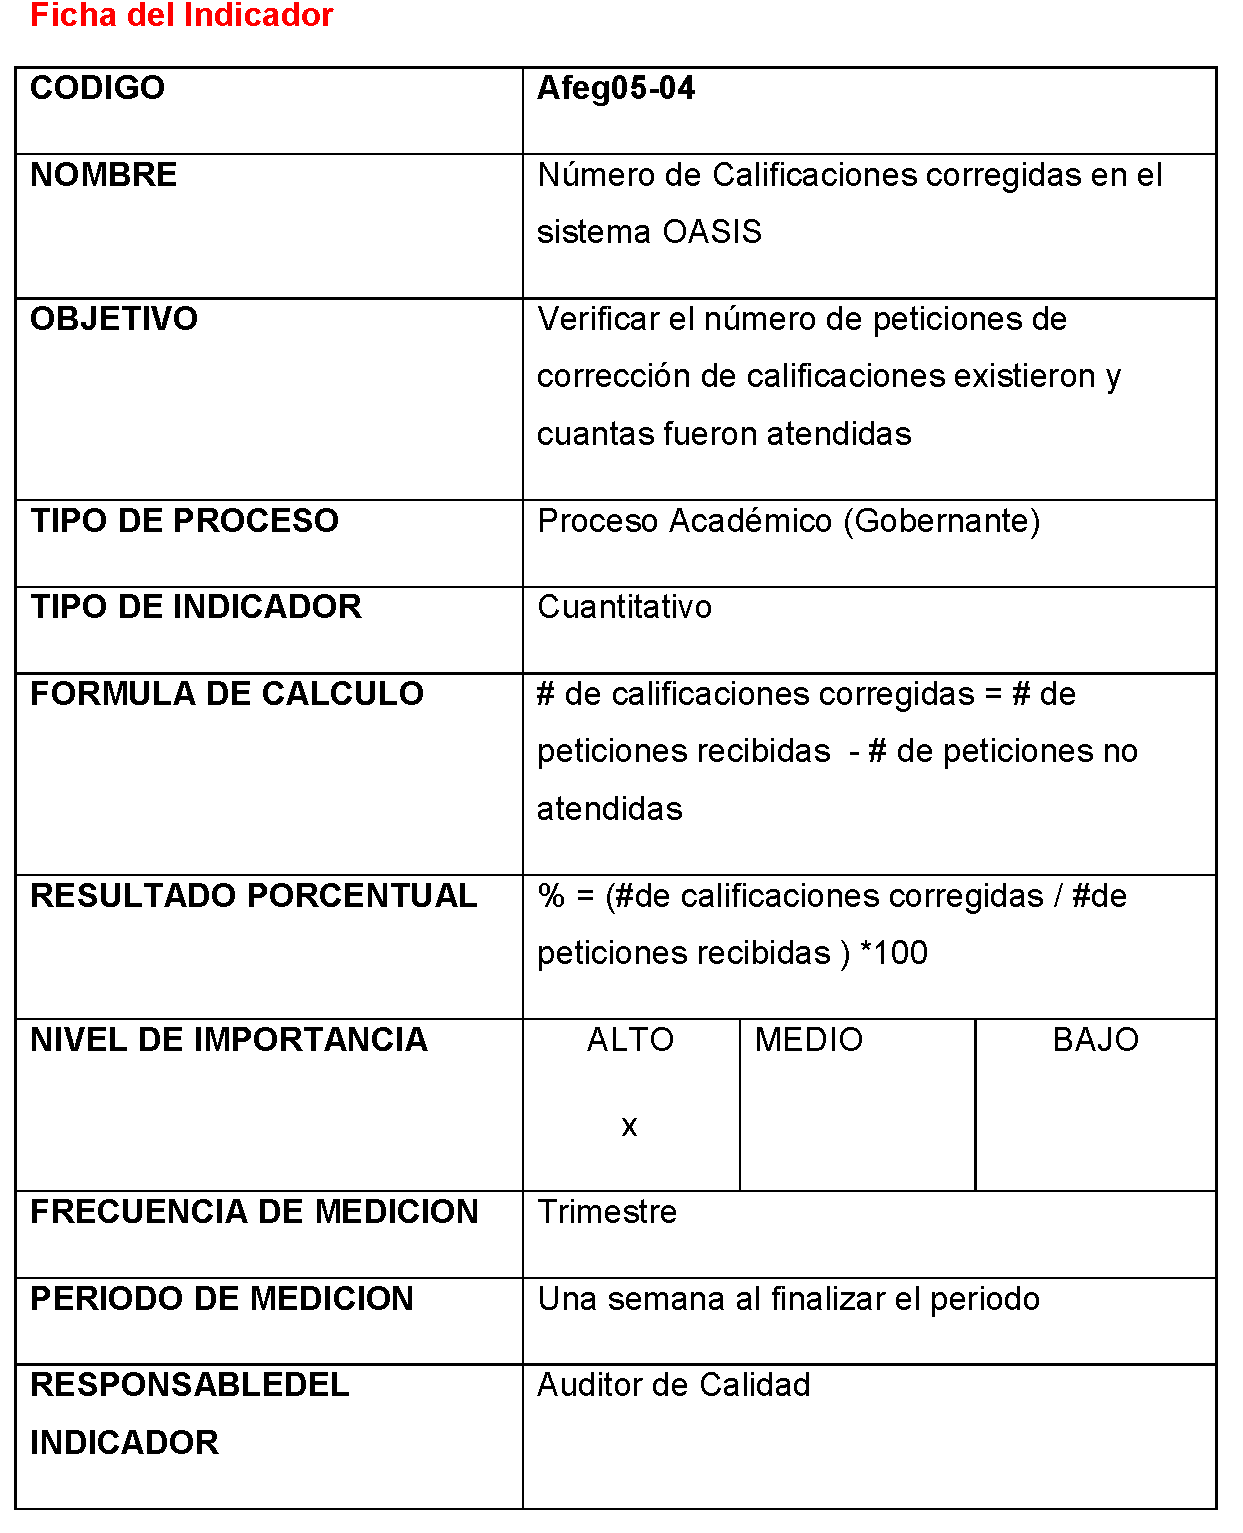 Ficha del Indicador
CODIGO
Afeg05-04
NOMBRE
Número de Calificaciones corregidas en el
sistema OASIS
OBJETIVO
Verificar el número de peticiones de
corrección de calificaciones existieron y
cuantas fueron atendidas
TIPO DE PROCESO
Proceso Académico (Gobernante)
TIPO DE INDICADOR
Cuantitativo
FORMULA DE CALCULO
# de calificaciones corregidas = # de
peticiones recibidas  - # de peticiones no
atendidas
RESULTADO PORCENTUAL
% = (#de calificaciones corregidas / #de
peticiones recibidas ) *100
NIVEL DE IMPORTANCIA
ALTO
x
MEDIO
BAJO
FRECUENCIA DE MEDICION
Trimestre
PERIODO DE MEDICION
Una semana al finalizar el periodo
RESPONSABLEDEL
INDICADOR
Auditor de Calidad